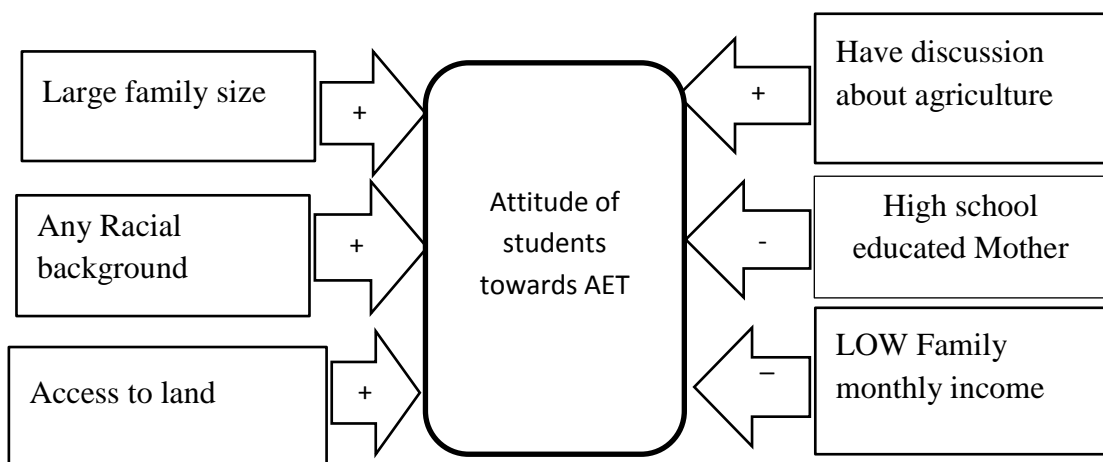 Large family size
+
Any Racial
background
+
Access to land
+
Attitude of
students
towards AET
Have discussion
about agriculture
+
High school
educated Mother
-
LOW Family
monthly income
–